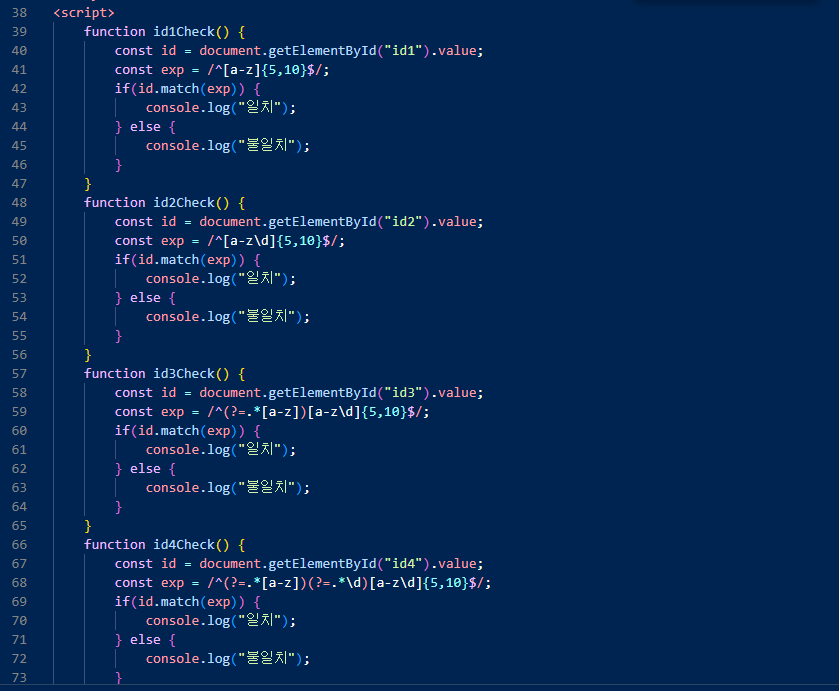 38 <script>
39 function id1Check() {
40 const id = document.getElementById("id1").value;
41 const exp = /^[a-z]{5,10}$/;
42 if(id.match(exp)) {
43 console.log("일치");
44 } else {
45 console.log("불일치");
46 }
47 }
48 function id2Check() {
49 const id = document.getElementById("id2").value;
50 const exp = /^[a-z\d]{5,10}$/;
51 if(id.match(exp)) {
52 console.log("일치");
53 } else {
54 console.log("불일치");
55 }
56 }
57 function id3Check() {
58 const id = document.getElementById("id3").value;
59 const exp = /^(?=.*[a-z])[a-z\d]{5,10}$/;
60 if(id.match(exp)) {
61 console.log("일치");
62 } else {
63 console.log("불일치");
64 }
65 }
66 function id4Check() {
67 const id = document.getElementById("id4").value;
68 const exp = /^(?=.*[a-z])(?=.*\d)[a-z\d]{5,10}$/;
69 if(id.match(exp)) {
70 console.log("일치");
71 } else {
72 console.log("불일치");
73 }